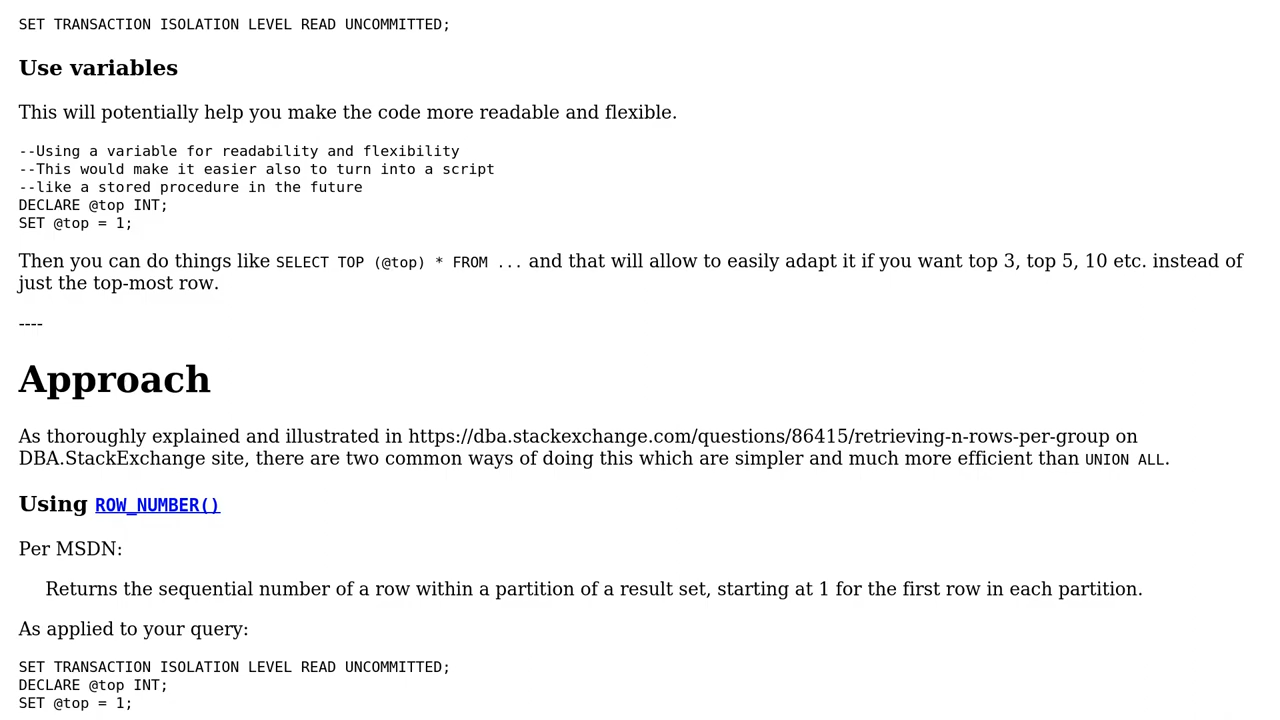 SET TRANSACTION ISOLATION LEVEL READ UNCOMMITTED;
Use variables
This will potentially help you make the code more readable and flexible.
--Using a variable for readability and flexibility
--This would make it easier also to turn into a script
--like a stored procedure in the future
DECLARE @top INT;
SET @top = 1;
Then you can do things like SELECT TOP (@top) * FROM ... and that will allow to easily adapt it if you want top 3, top 5, 10 etc. instead of
just the top-most row.
----
Approach
As thoroughly explained and illustrated in https://dba.stackexchange.com/questions/86415/retrieving-n-rows-per-group on
DBA.StackExchange site, there are two common ways of doing this which are simpler and much more efficient than UNION ALL.
Using ROW_NUMBER()
Per MSDN:
Returns the sequential number of a row within a partition of a result set, starting at 1 for the first row in each partition.
As applied to your query:
SET TRANSACTION ISOLATION LEVEL READ UNCOMMITTED;
DECLARE @top INT;
SET @top = 1;